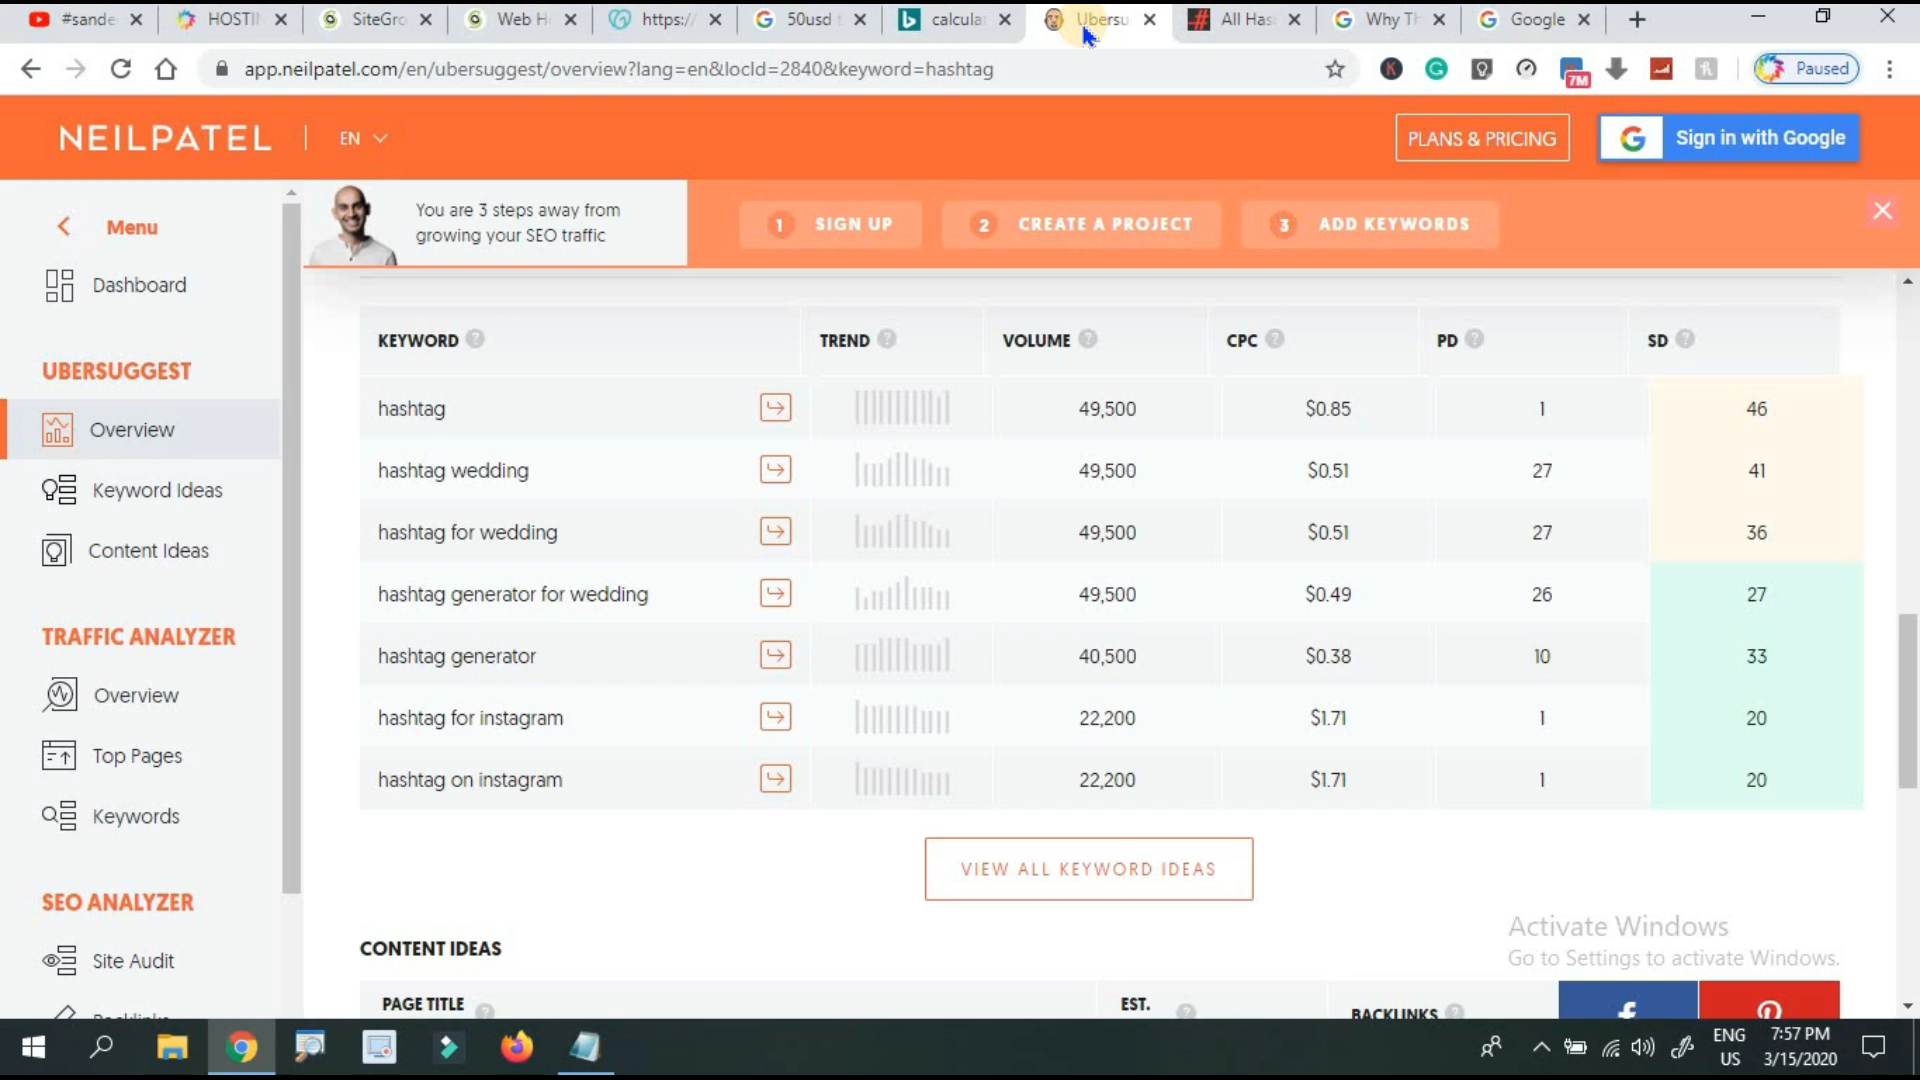 #sande
HOSTI
SiteGro
Web H
https:/
50usd
calcula
Ubersu
All Has
Why T
Google
app.neilpatel.com/en/ubersuggest/overview?lang=en&locId=2840&keyword=hashtag
7M
Paused
NEILPATEL
EN
PLANS & PRICING
Sign in with Google
You are 3 steps away from
growing your SEO traffic
1 SIGN UP
2 CREATE A PROJECT
3 ADD KEYWORDS
Menu
Dashboard
UBERSUGGEST
Overview
Keyword Ideas
Content Ideas
TRAFFIC ANALYZER
Overview
Top Pages
Keywords
SEO ANALYZER
Site Audit
KEYWORD TREND VOLUME CPC PD SD
hashtag 49,500 $0.85 1 46
hashtag wedding 49,500 $0.51 27 41
hashtag for wedding 49,500 $0.51 27 36
hashtag generator for wedding 49,500 $0.49 26 27
hashtag generator 40,500 $0.38 10 33
hashtag for instagram 22,200 $1.71 1 20
hashtag on instagram 22,200 $1.71 1 20
VIEW ALL KEYWORD IDEAS
CONTENT IDEAS
PAGE TITLE EST. BACKLINKS
Activate Windows
Go to Settings to activate Windows.
ENG
US
7:57 PM
3/15/2020